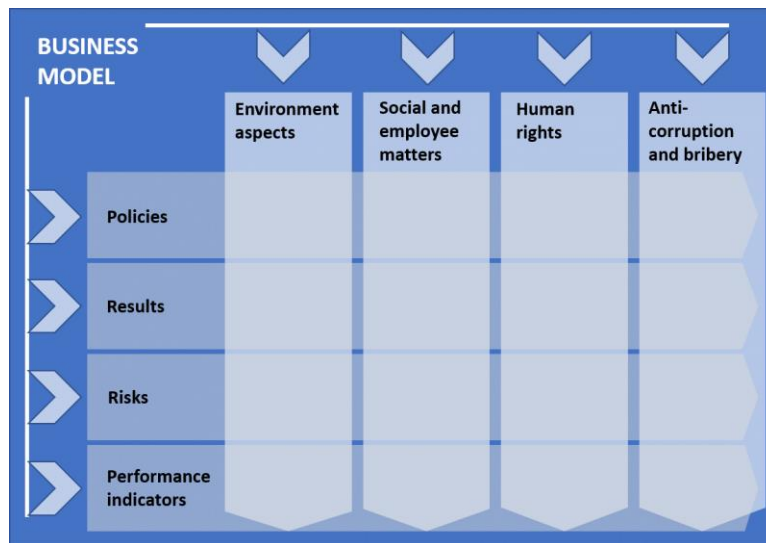 BUSINESS
MODEL
Environment
aspects
Social and
employee
matters
Human
rights
Anti-
corruption
and bribery
Policies
Results
Risks
Performance
indicators